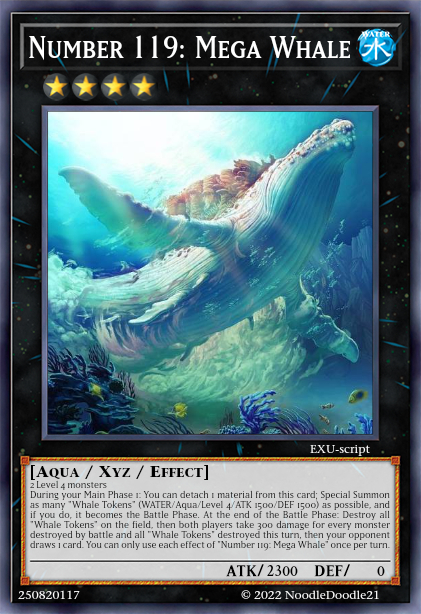 Number 119: Mega Whale
WATER
水
EXU-script
[Aqua / Xyz / Effect]
2 Level 4 monsters
During your Main Phase 1: You can detach 1 material from this card; Special Summon
as many "Whale Tokens" (WATER/Aqua/Level 4/ATK 1500/DEF 1500) as possible, and
if you do, it becomes the Battle Phase. At the end of the Battle Phase: Destroy all
"Whale Tokens" on the field, then both players take 300 damage for every monster
destroyed by battle and all "Whale Tokens" destroyed this turn, then your opponent
draws 1 card. You can only use each effect of "Number 119: Mega Whale" once per turn.
ATK/ 2300 DEF/ 0
250820117 © 2022 NoodleDoodle21